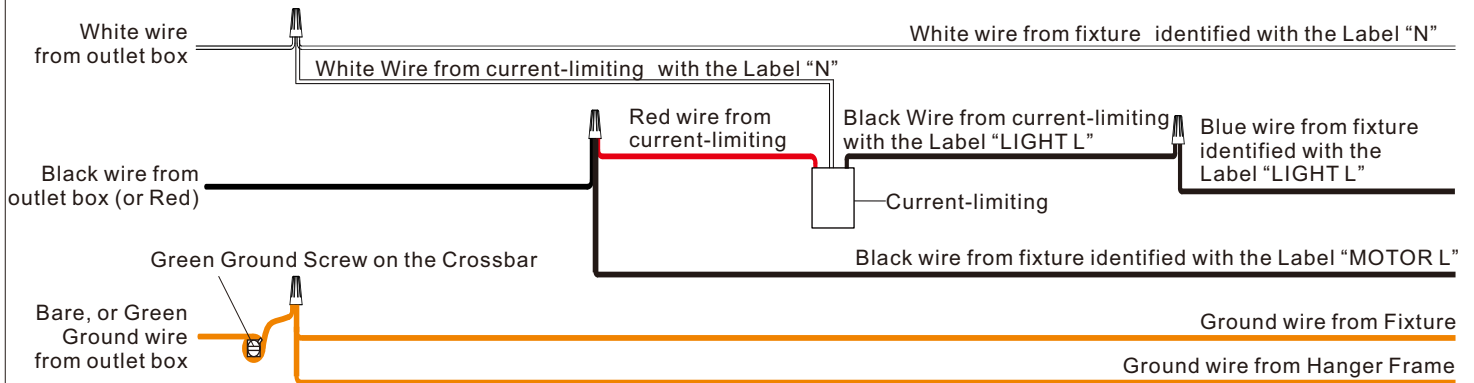 White wire
from outlet box
White wire from fixture identified with the Label “N”
White Wire from current-limiting with the Label “N”
Red wire from
current-limiting
Black Wire from current-limiting
with the Label “LIGHT L”
Blue wire from fixture
identified with the
Label “LIGHT L”
Black wire from
outlet box (or Red)
Current-limiting
Green Ground Screw on the Crossbar
Black wire from fixture identified with the Label “MOTOR L”
Bare, or Green
Ground wire
from outlet box
Ground wire from Fixture
Ground wire from Hanger Frame